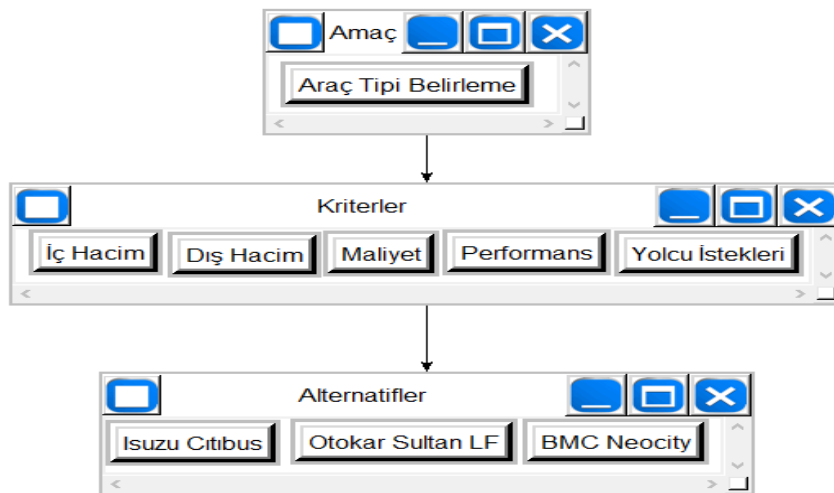 Amaç
Araç Tipi Belirleme
Kriterler
İç Hacim Dış Hacim Maliyet Performans Yolcu İstekleri
Alternatifler
Isuzu Cıtıbus Otokar Sultan LF BMC Neocity